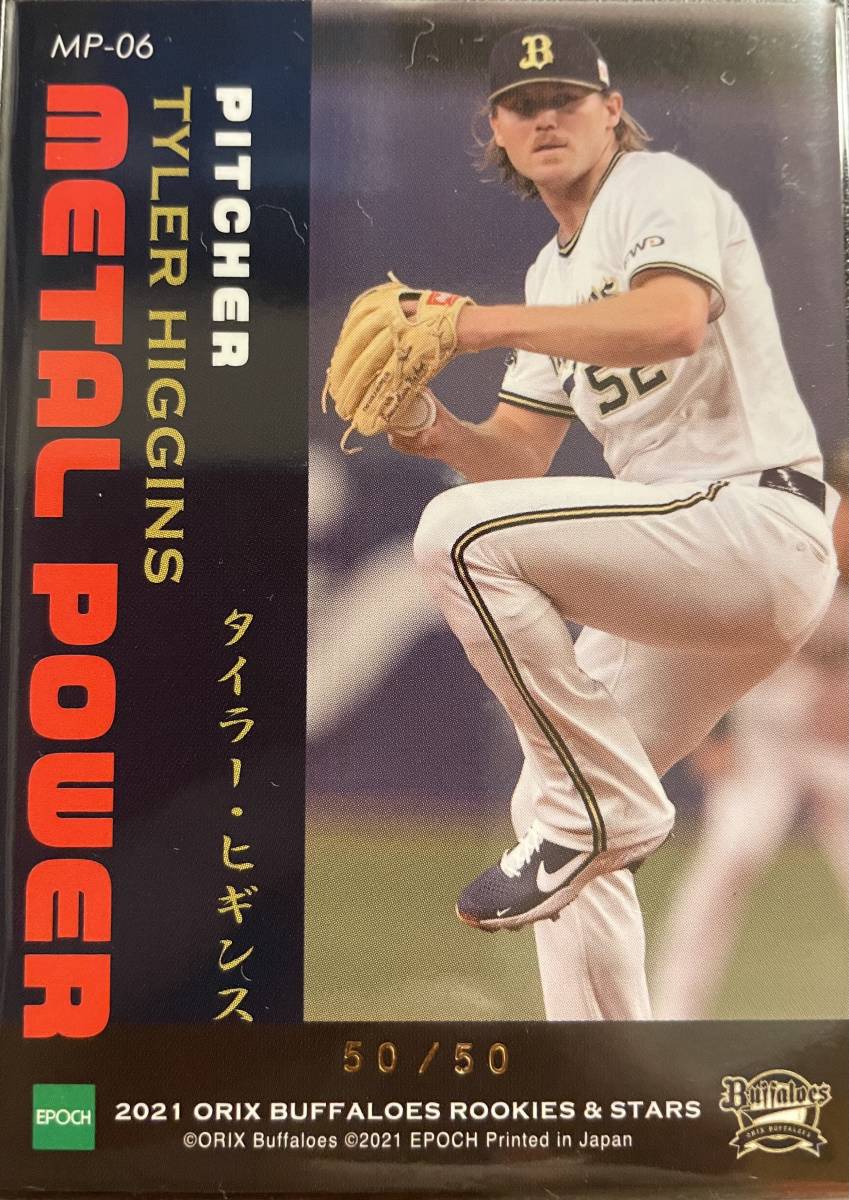 MP-06
METAL POWER
TYLER HIGGINS
PITCHER
タイラー・ヒギンス
B
52
50/50
EPOCH
2021 ORIX BUFFALOES ROOKIES & STARS
©ORIX Buffaloes ©2021 EPOCH Printed in Japan
Buffaloes
ORIX BUFFALOES